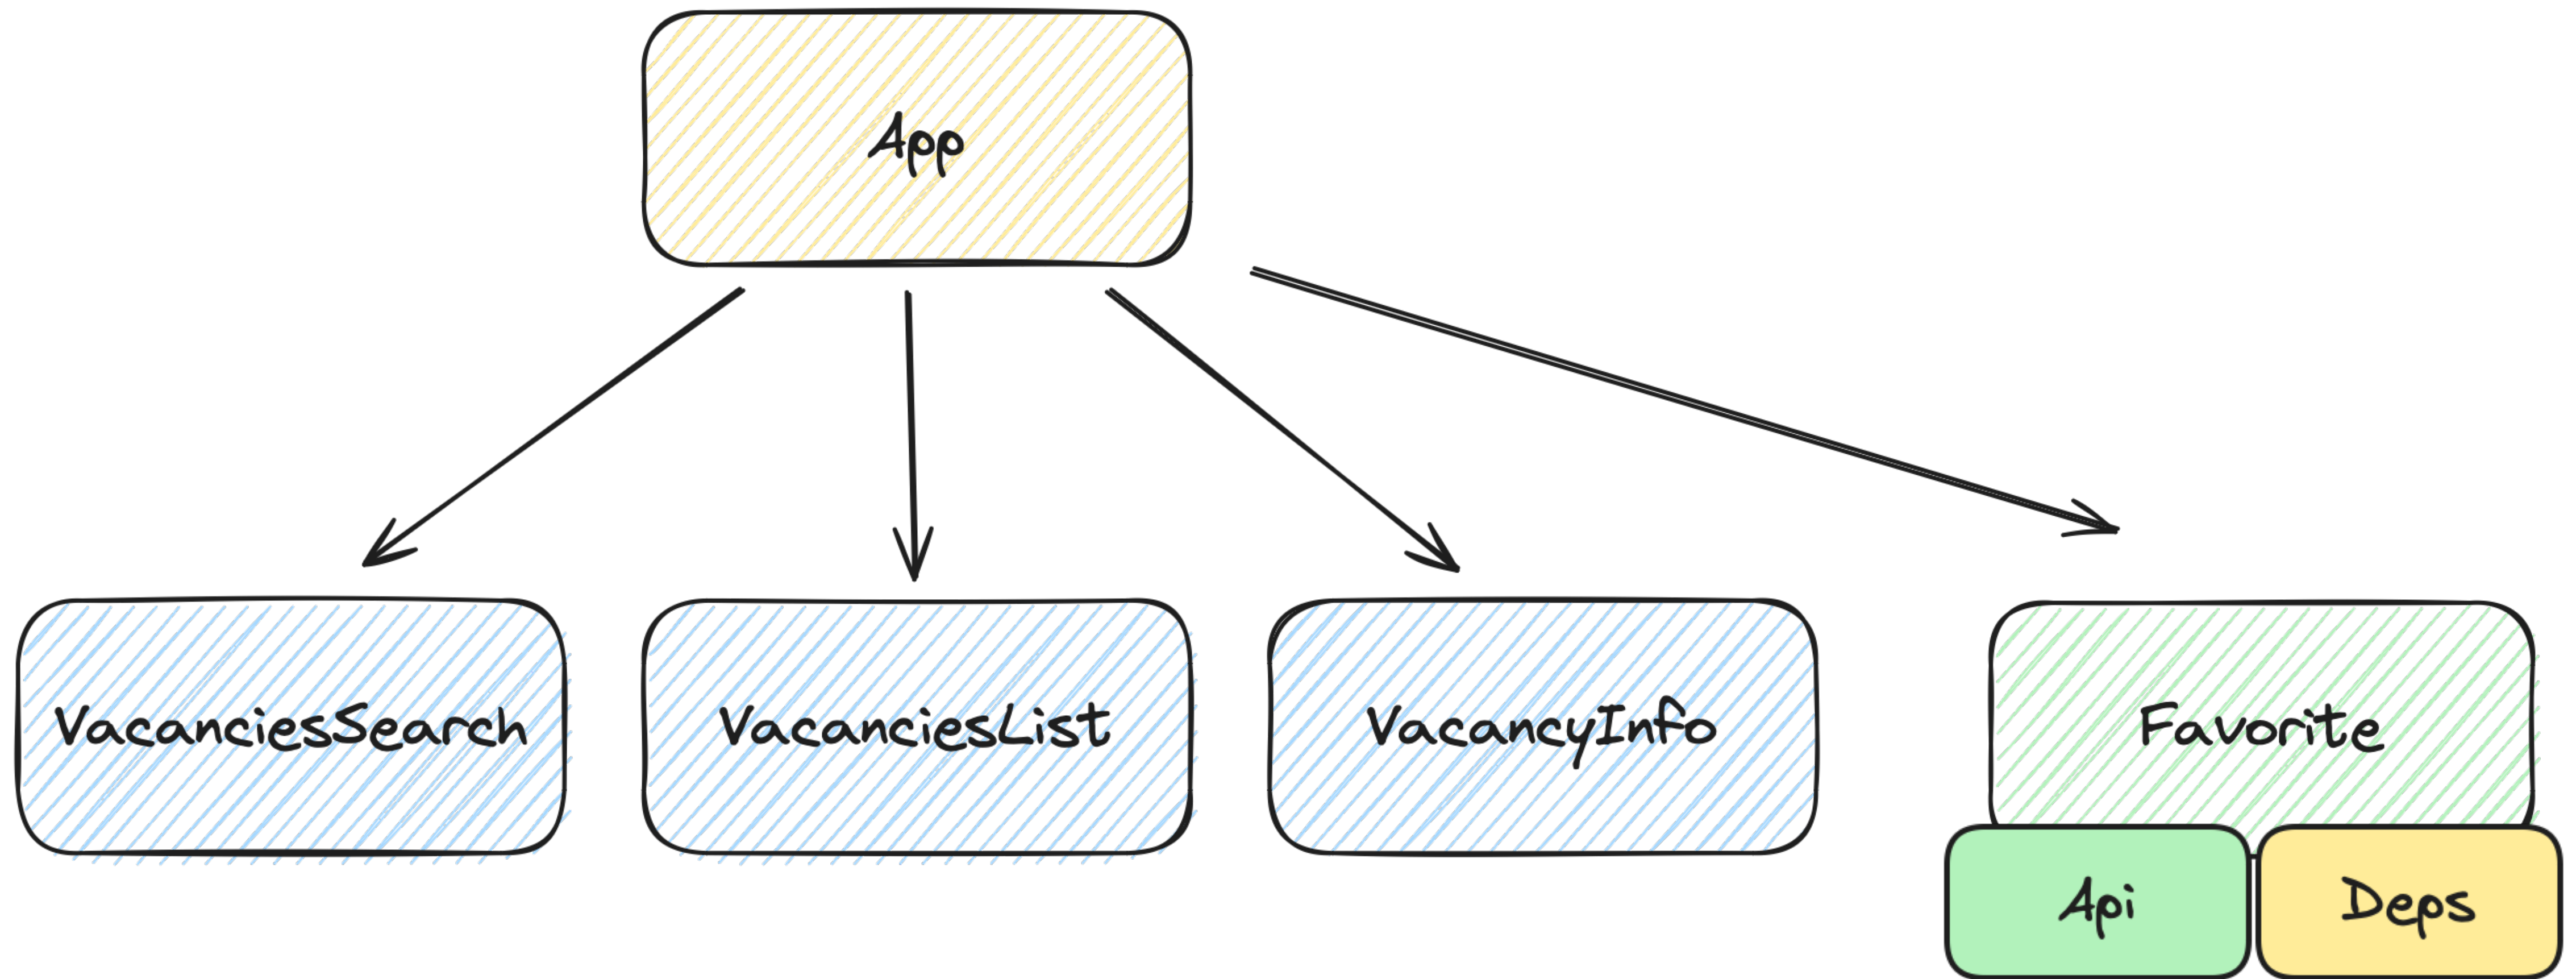 App
VacanciesSearch
VacanciesList
VacancyInfo
Favorite
Api
Deps